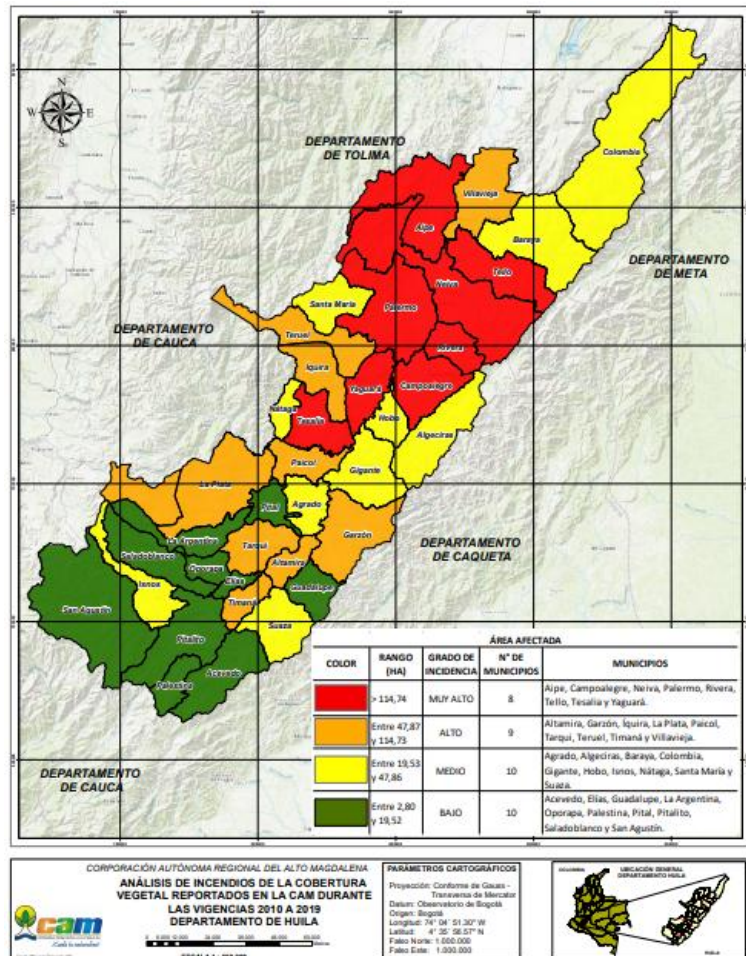 N
W E
S
DEPARTAMENTO
DE TOLIMA
Colombia
Villavieja
Aipe
Baraya
DEPARTAMENTO
DE META
Tello
Neiva
Santa María
Palermo
DEPARTAMENTO
DE CAUCA
Teruel
Rivera
Iquira
Yaguará
Campoalegre
Nátaga
Tesalia
Hobo
Algeciras
Paicol
Gigante
La Plata
Pital
Agrado
Garzón
La Argentina
Tarqui
DEPARTAMENTO
DE CAQUETA
Saladoblanco
Oporapa
Altamira
Elías
Guadalupe
Isnos
San Agustín
Timaná
Suaza
Pitalito
Acevedo
Palestina
DEPARTAMENTO
DE CAUCA
ÁREA AFECTADA
COLOR RANGO (HA) GRADO DE INCIDENCIA N° DE MUNICIPIOS MUNICIPIOS
> 114,74 MUY ALTO 8 Aipe, Campoalegre, Neiva, Palermo, Rivera,
Tello, Tesalia y Yaguará.
Entre 47,87 y 114,73 ALTO 9 Altamira, Garzón, Íquira, La Plata, Paicol,
Tarqui, Teruel, Timaná y Villavieja.
Entre 19,53 y 47,86 MEDIO 10 Agrado, Algeciras, Baraya, Colombia,
Gigante, Hobo, Isnos, Nátaga, Santa María y
Suaza.
Entre 2,80 y 19,52 BAJO 10 Acevedo, Elías, Guadalupe, La Argentina,
Oporapa, Palestina, Pital, Pitalito,
Saladoblanco y San Agustín.
CORPORACIÓN AUTÓNOMA REGIONAL DEL ALTO MAGDALENA
ANÁLISIS DE INCENDIOS DE LA COBERTURA
VEGETAL REPORTADOS EN LA CAM DURANTE
LAS VIGENCIAS 2010 A 2019
DEPARTAMENTO DE HUILA
cam
PARÁMETROS CARTOGRÁFICOS
Proyección: Conforme de Gauss -
Transversa de Mercator
Datum: Observatorio de Bogotá
Origen: Bogotá
Longitud: 74° 04' 51.30" W
Latitud: 4° 35' 56.57" N
Falso Norte: 1.000.000
Falso Este: 1.000.000
UBICACIÓN GENERAL
DEPARTAMENTO HUILA
COLOMBIA
HUILA